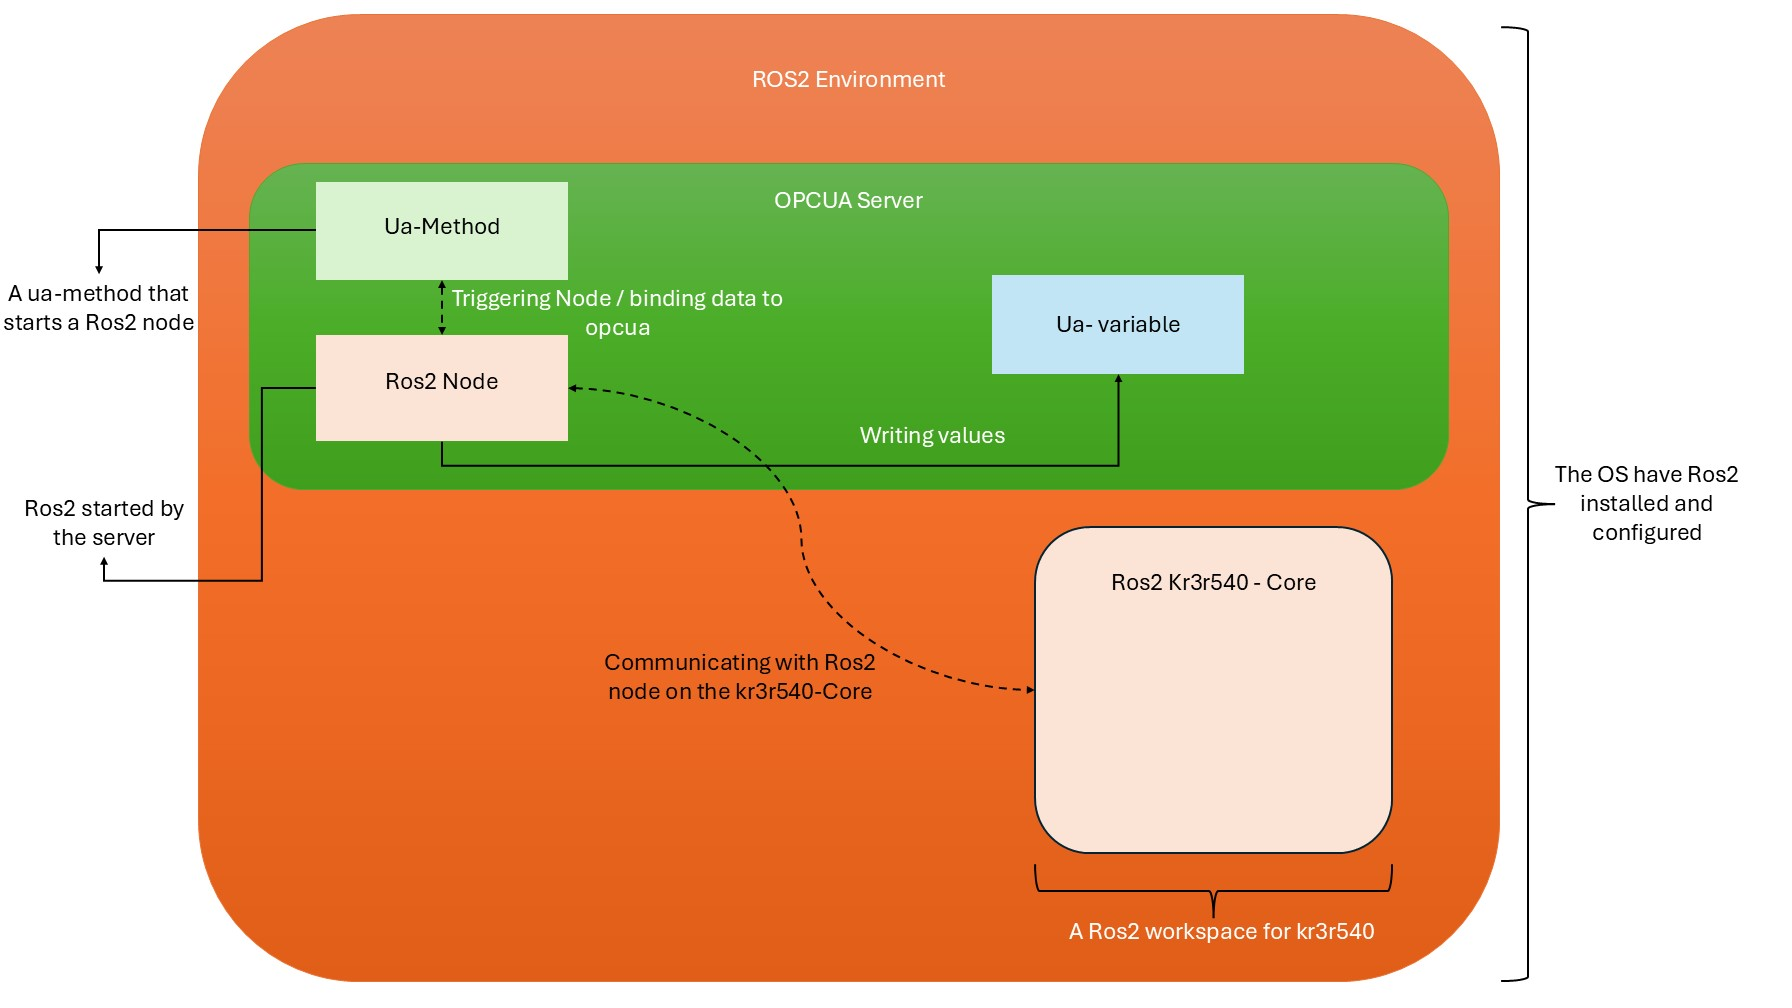 ROS2 Environment
OPCUA Server
Ua-Method
A ua-method that
starts a Ros2 node
Triggering Node / binding data to
opcua
Ua- variable
Ros2 Node
Writing values
Ros2 started by
the server
The OS have Ros2
installed and
configured
Ros2 Kr3r540 - Core
Communicating with Ros2
node on the kr3r540-Core
A Ros2 workspace for kr3r540